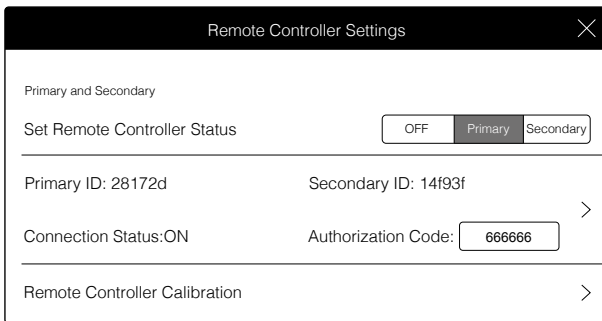 Remote Controller Settings
Primary and Secondary
Set Remote Controller Status OFF Primary Secondary
Primary ID: 28172d Secondary ID: 14f93f
Connection Status:ON Authorization Code: 666666
Remote Controller Calibration